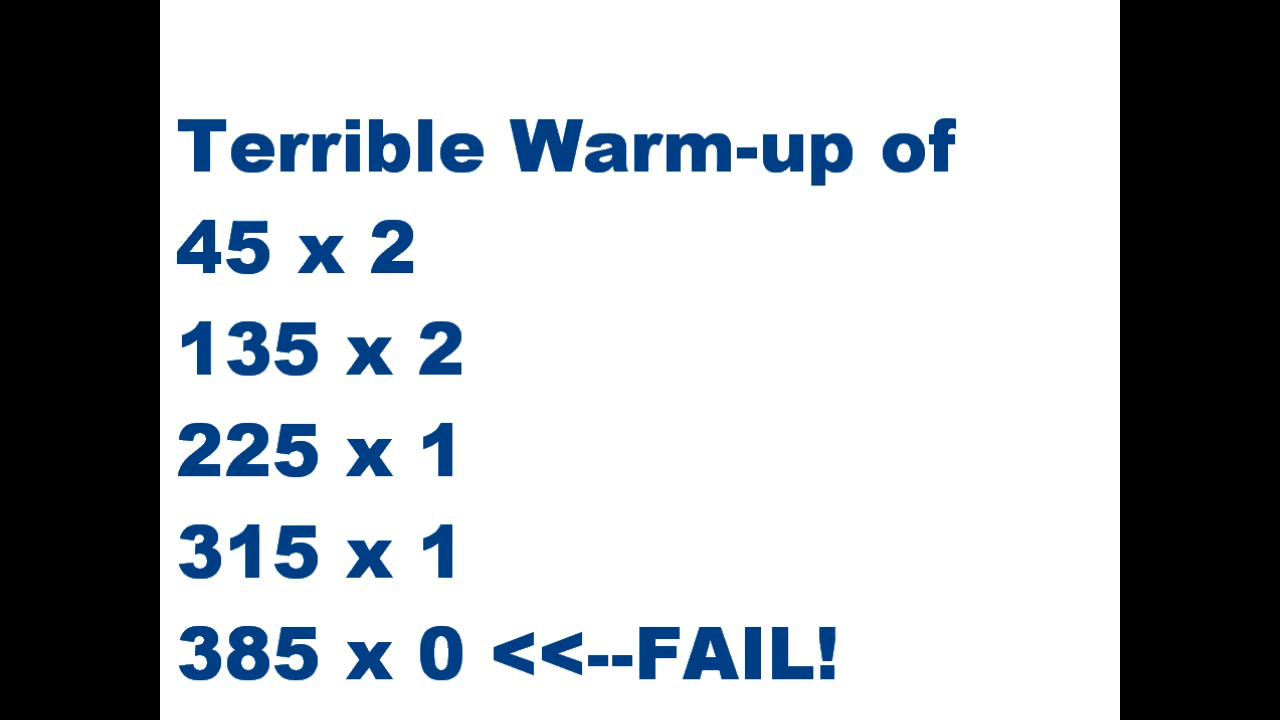 Terrible Warm-up of
45 x 2
135 x 2
225 x 1
315 x 1
385 x 0 <<--FAIL!